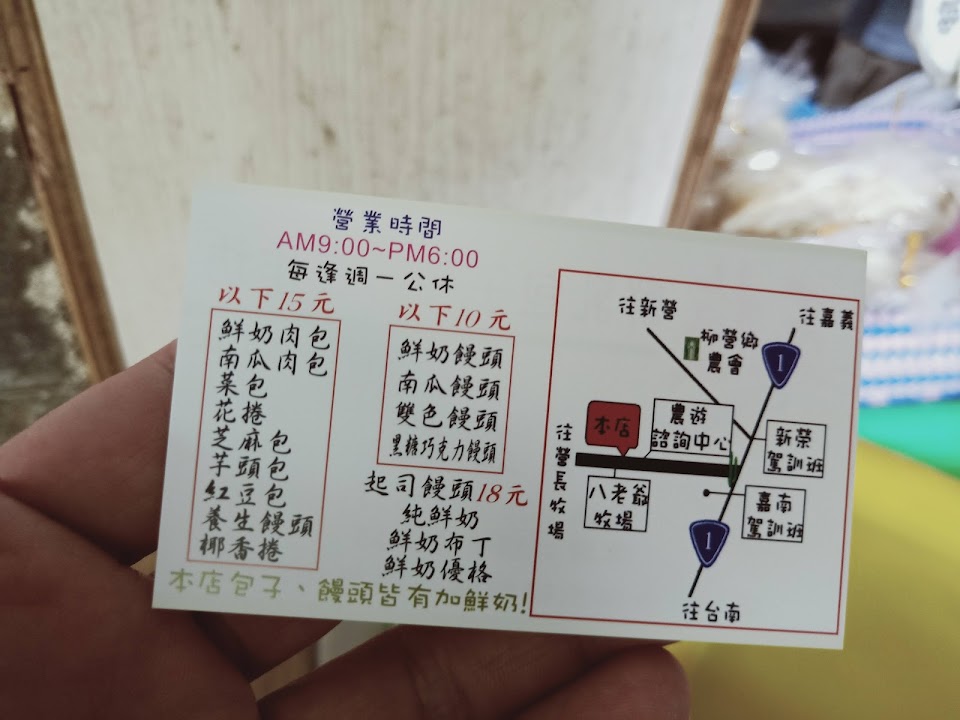 營業時間
AM9:00~PM6:00
每逢週一公休
以下15元
鮮奶肉包
南瓜肉包
菜包
花捲
芝麻包
芋頭包
紅豆包
養生饅頭
椰香捲
以下10元
鮮奶饅頭
南瓜饅頭
雙色饅頭
黑糖巧克力饅頭
起司饅頭18元
純鮮奶
鮮奶布丁
鮮奶優格
本店包子、饅頭皆有加鮮奶!
往新營
往嘉義
柳營鄉
農會
1
本店
農遊
諮詢中心
新榮
駕訓班
往營長牧場
八老爺
牧場
嘉南
駕訓班
1
往台南